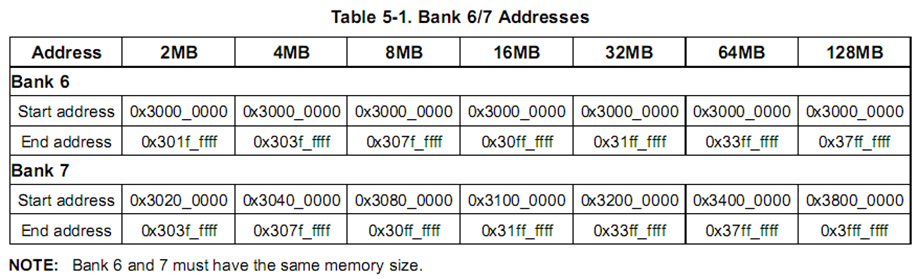 Table 5-1. Bank 6/7 Addresses
Address 2MB 4MB 8MB 16MB 32MB 64MB 128MB
Bank 6
Start address 0x3000_0000 0x3000_0000 0x3000_0000 0x3000_0000 0x3000_0000 0x3000_0000 0x3000_0000
End address 0x301f_ffff 0x303f_ffff 0x307f_ffff 0x30ff_ffff 0x31ff_ffff 0x33ff_ffff 0x37ff_ffff
Bank 7
Start address 0x3020_0000 0x3040_0000 0x3080_0000 0x3100_0000 0x3200_0000 0x3400_0000 0x3800_0000
End address 0x303f_ffff 0x307f_ffff 0x30ff_ffff 0x31ff_ffff 0x33ff_ffff 0x37ff_ffff 0x3fff_ffff
NOTE: Bank 6 and 7 must have the same memory size.